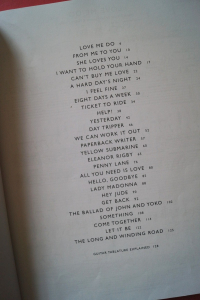 LOVE ME DO
FROM ME TO YOU
SHE LOVES YOU
I WANT TO HOLD YOUR HAND
CAN'T BUY ME LOVE
A HARD DAY'S NIGHT
I FEEL FINE
EIGHT DAYS A WEEK
TICKET TO RIDE
HELP!
YESTERDAY
DAY TRIPPER
WE CAN WORK IT OUT
PAPERBACK WRITER
YELLOW SUBMARINE
ELEANOR RIGBY
PENNY LANE
ALL YOU NEED IS LOVE
HELLO, GOODBYE
LADY MADONNA
HEY JUDE
GET BACK
THE BALLAD OF JOHN AND YOKO
SOMETHING
COME TOGETHER
LET IT BE
THE LONG AND WINDING ROAD
GUITAR TABLATURE EXPLAINED